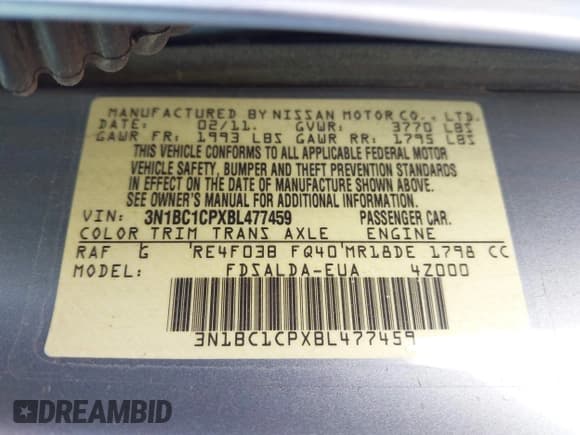 MANUFACTURED BY NISSAN MOTOR CO., LTD.
DATE: 02/11. GVWR: 3770 LBS
GAWR FR: 1993 LBS GAWR RR: 1795 LBS
THIS VEHICLE CONFORMS TO ALL APPLICABLE FEDERAL MOTOR
VEHICLE SAFETY, BUMPER AND THEFT PREVENTION STANDARDS
IN EFFECT ON THE DATE OF MANUFACTURE SHOWN ABOVE.
SEE OWNER'S MANUAL FOR ADDITIONAL INFORMATION.
VIN: 3N1BC1CPXBL477459 PASSENGER CAR.
COLOR TRIM TRANS AXLE ENGINE
RAF G RE4F03B FQ40 MR18DE 1798 CC
MODEL: FDSALDA-EUA 4Z000
3N1BC1CPXBL477459
DREAMBID